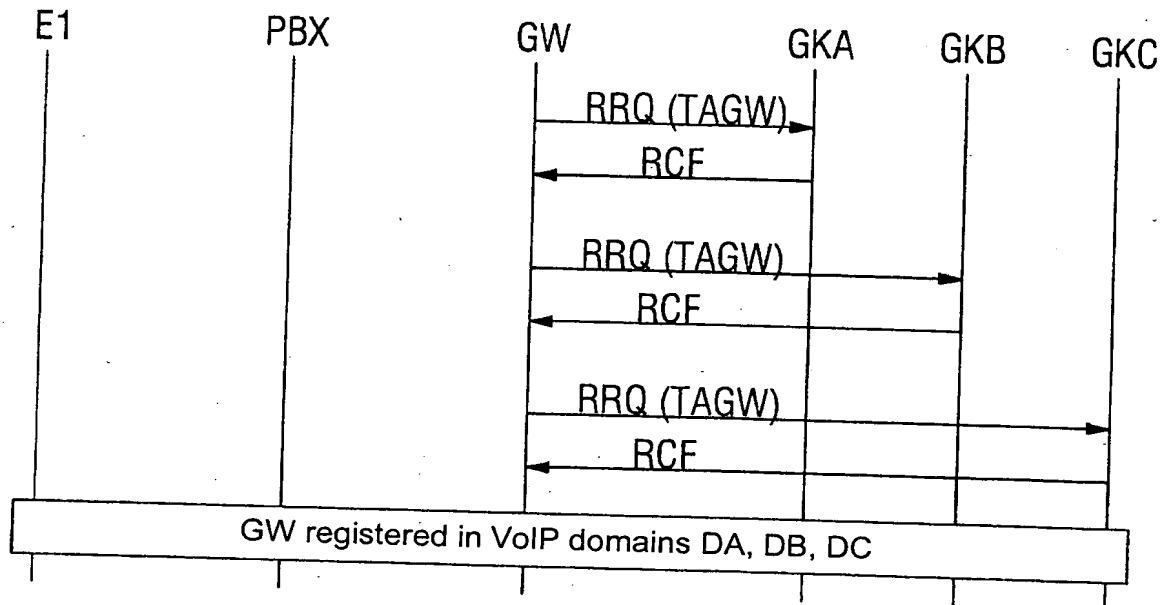 E1 PBX GW GKA GKB GKC
RRQ (TAGW)
RCF
RRQ (TAGW)
RCF
RRQ (TAGW)
RCF
GW registered in VoIP domains DA, DB, DC